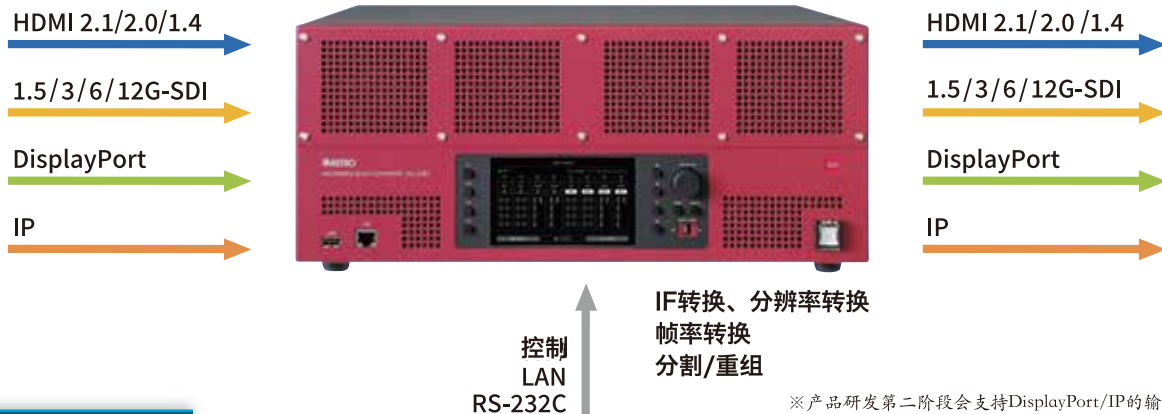 HDMI 2.1/2.0/1.4
1.5/3/6/12G-SDI
DisplayPort
IP
HDMI 2.1/2.0 /1.4
1.5/3/6/12G-SDI
DisplayPort
IP
控制
LAN
RS-232C
IF转换、分辨率转换
帧率转换
分割/重组
※产品研发第二阶段会支持DisplayPort/IP的输